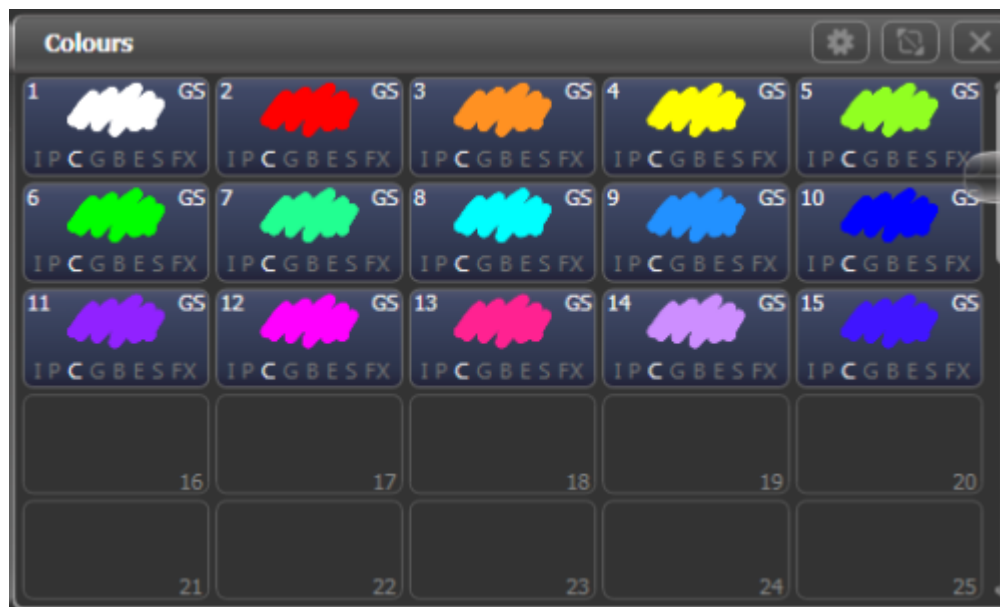 Colours
1 GS 2 GS 3 GS 4 GS 5 GS
I P C G B E S FX I P C G B E S FX I P C G B E S FX I P C G B E S FX I P C G B E S FX
6 GS 7 GS 8 GS 9 GS 10 GS
I P C G B E S FX I P C G B E S FX I P C G B E S FX I P C G B E S FX I P C G B E S FX
11 GS 12 GS 13 GS 14 GS 15 GS
I P C G B E S FX I P C G B E S FX I P C G B E S FX I P C G B E S FX I P C G B E S FX
16 17 18 19 20
21 22 23 24 25